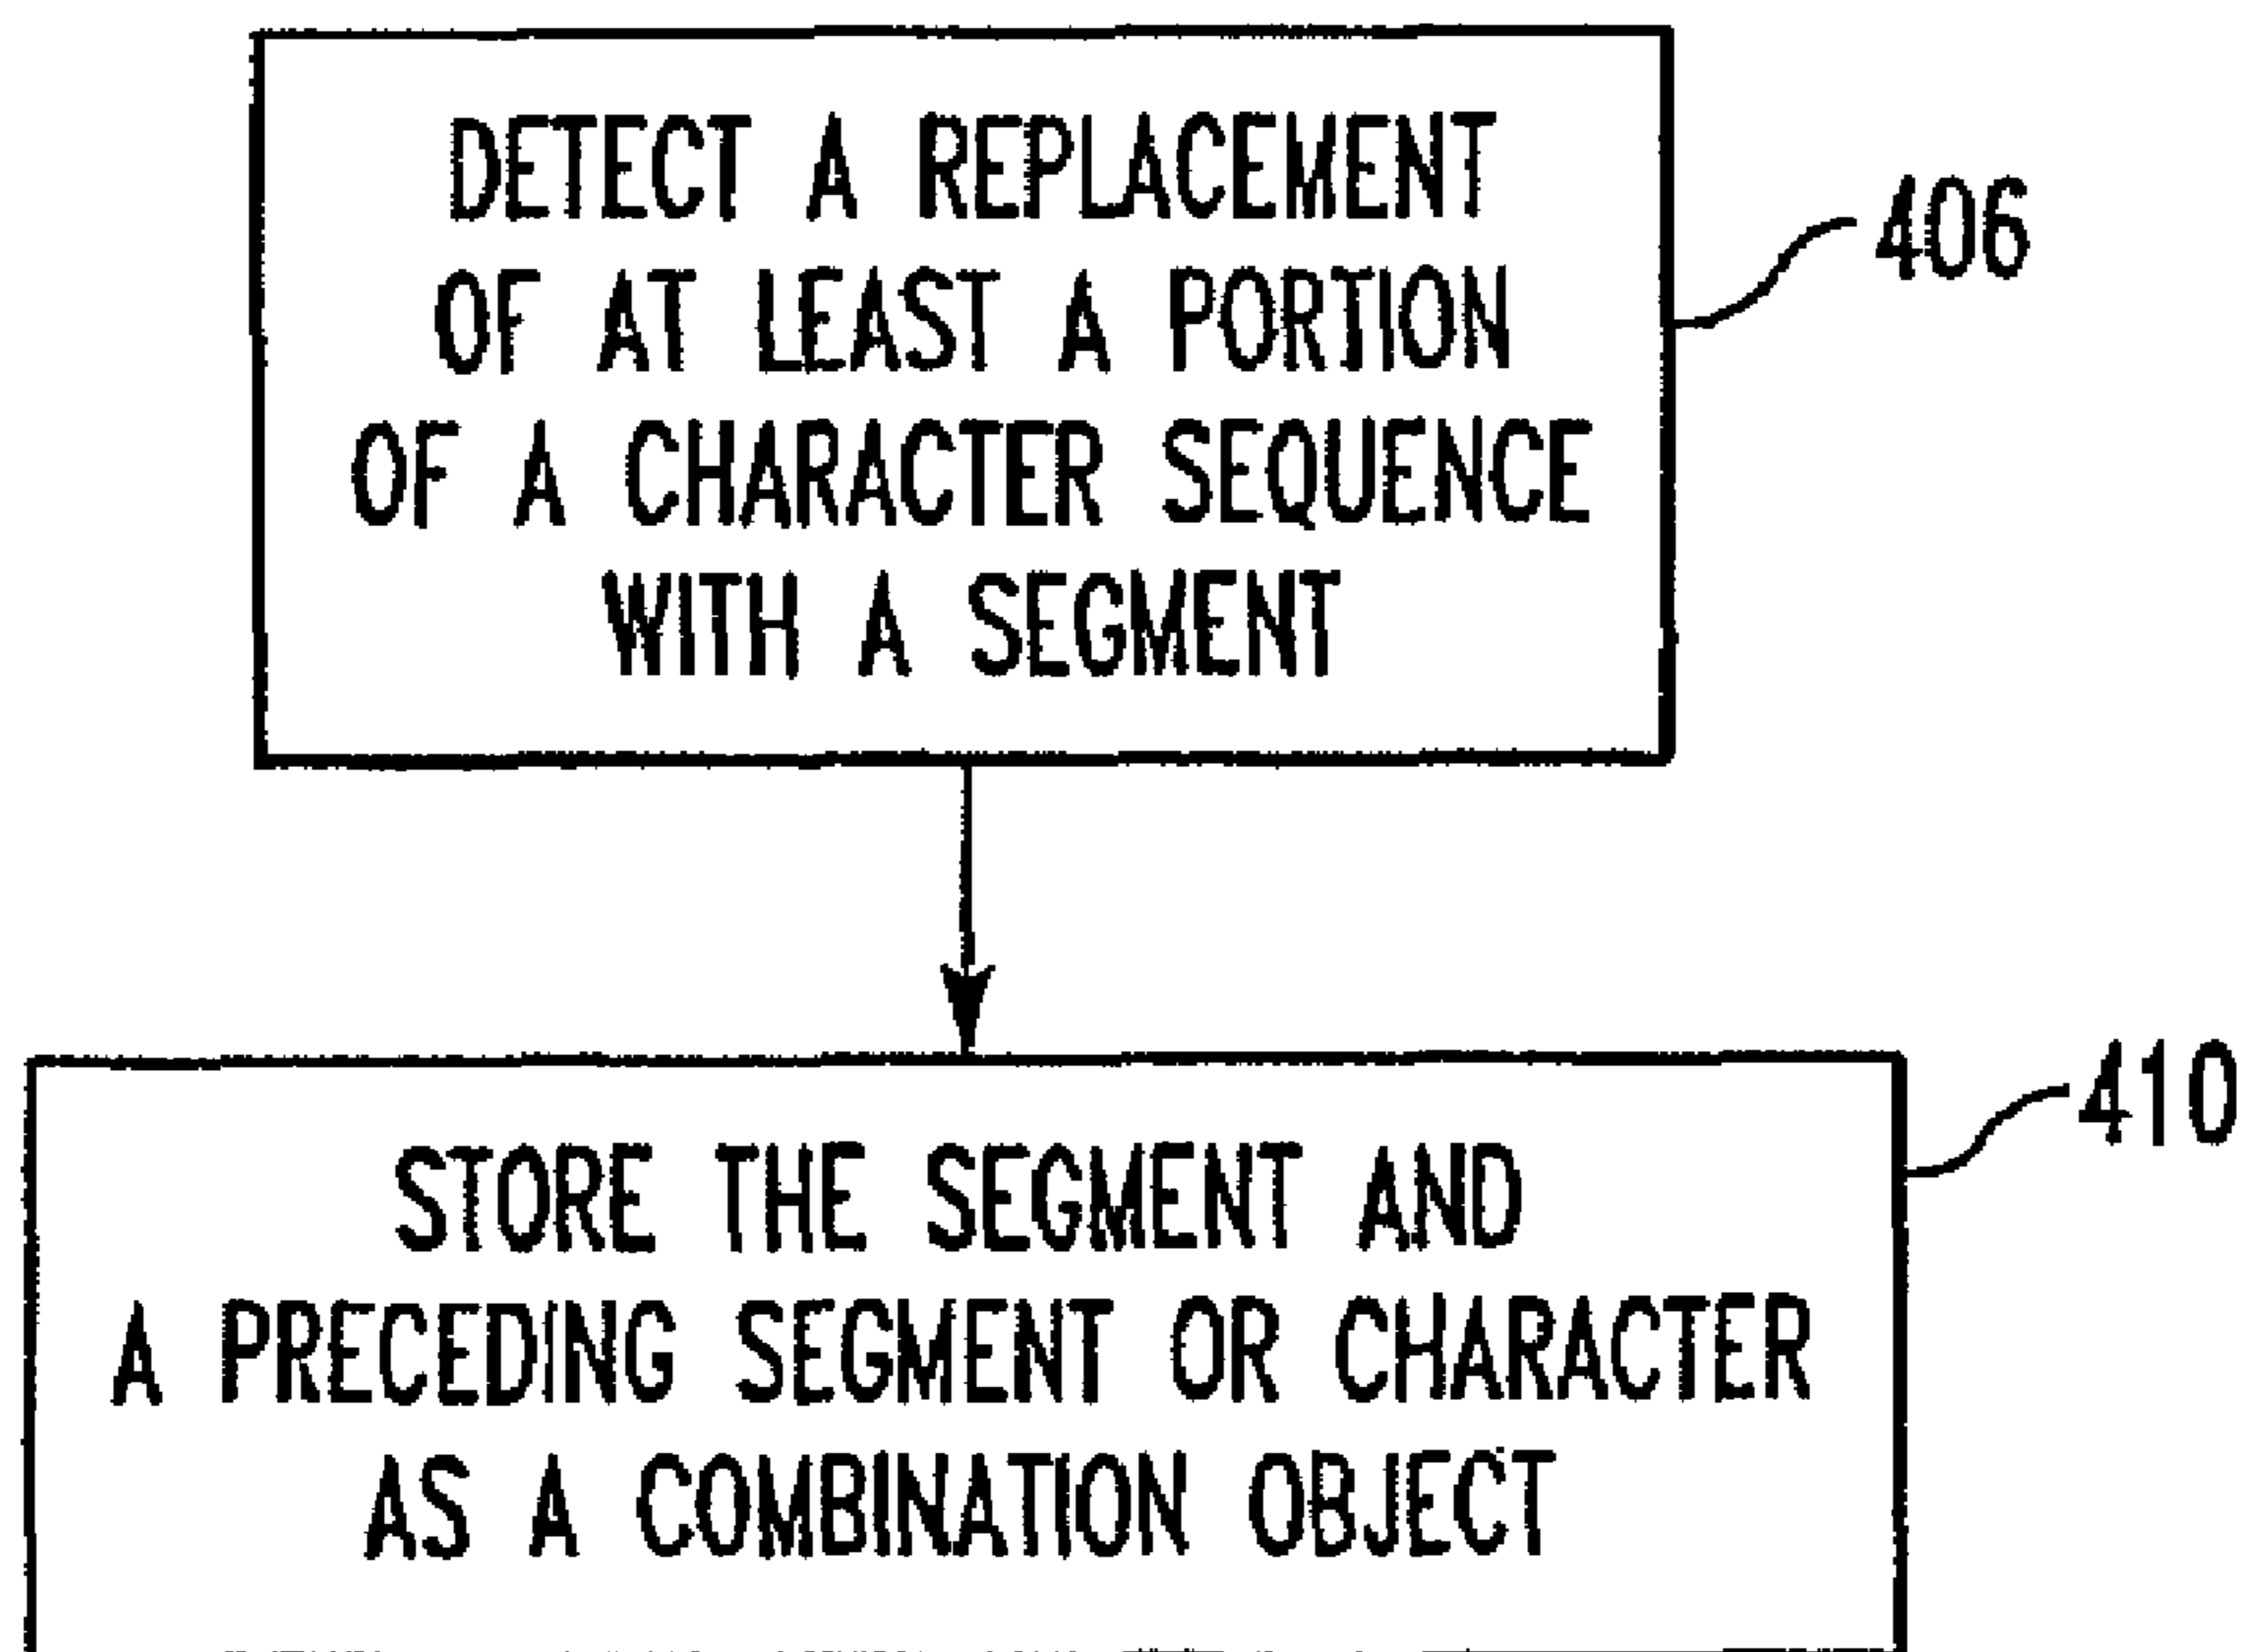 DETECT A REPLACEMENT
OF AT LEAST A PORTION
OF A CHARACTER SEQUENCE
WITH A SEGMENT
406
410
STORE THE SEGMENT AND
A PRECEDING SEGMENT OR CHARACTER
AS A COMBINATION OBJECT